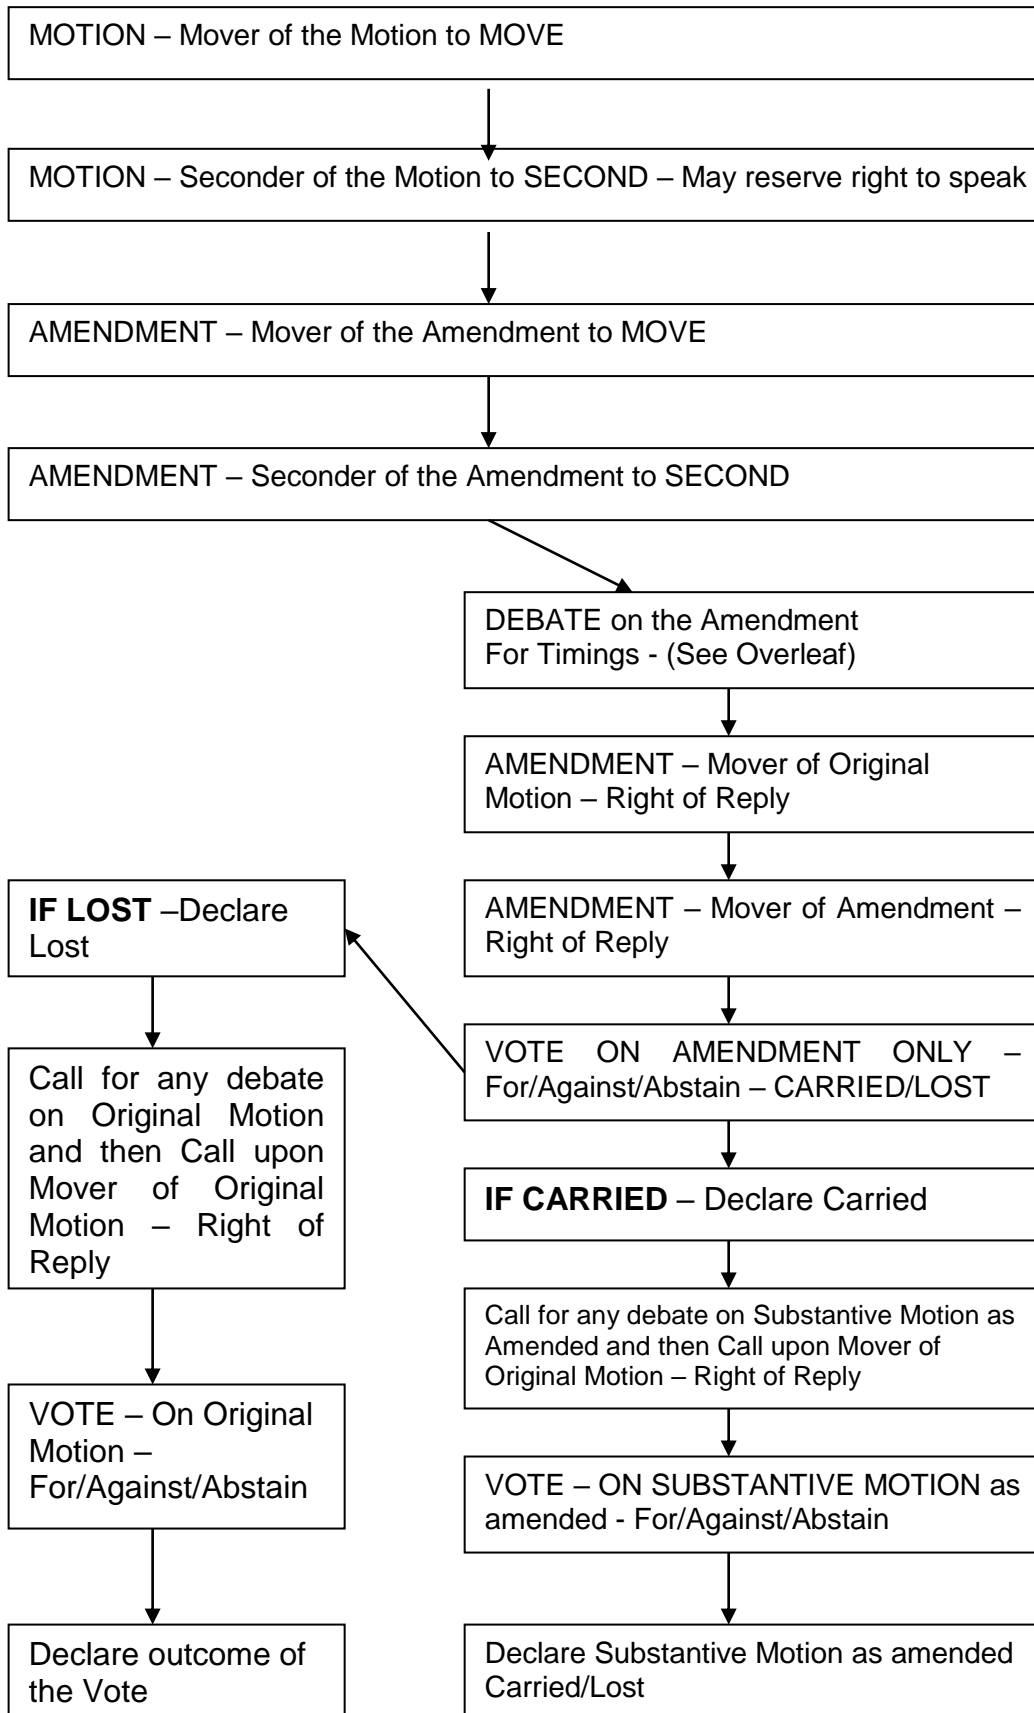 MOTION – Mover of the Motion to MOVE
MOTION – Seconder of the Motion to SECOND – May reserve right to speak
AMENDMENT – Mover of the Amendment to MOVE
AMENDMENT – Seconder of the Amendment to SECOND
DEBATE on the Amendment
For Timings - (See Overleaf)
AMENDMENT – Mover of Original
Motion – Right of Reply
AMENDMENT – Mover of Amendment –
Right of Reply
VOTE ON AMENDMENT ONLY –
For/Against/Abstain – CARRIED/LOST
IF LOST –Declare
Lost
Call for any debate
on Original Motion
and then Call upon
Mover of Original
Motion – Right of
Reply
VOTE – On Original
Motion –
For/Against/Abstain
Declare outcome of
the Vote
IF CARRIED – Declare Carried
Call for any debate on Substantive Motion as
Amended and then Call upon Mover of
Original Motion – Right of Reply
VOTE – ON SUBSTANTIVE MOTION as
amended - For/Against/Abstain
Declare Substantive Motion as amended
Carried/Lost